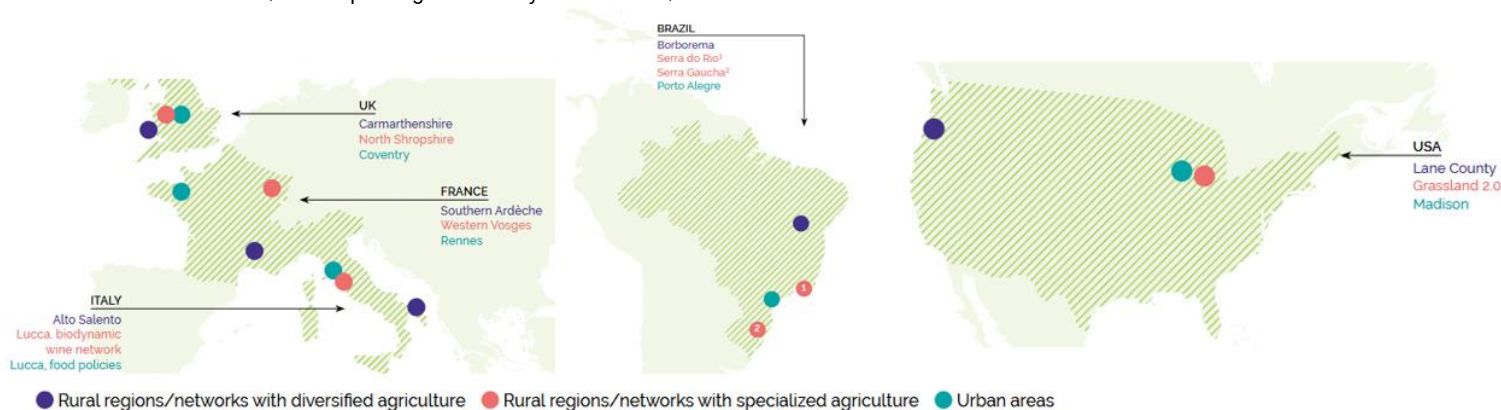 BRAZIL
Borborema
Serra do Rio¹
Serra Gaucha²
Porto Alegre
UK
Carmarthenshire
North Shropshire
Coventry
FRANCE
Southern Ardèche
Western Vosges
Rennes
ITALY
Alto Salento
Lucca, biodynamic
wine network
Lucca, food policies
1
2
USA
Lane County
Grassland 2.0
Madison
Rural regions/networks with diversified agriculture Rural regions/networks with specialized agriculture Urban areas